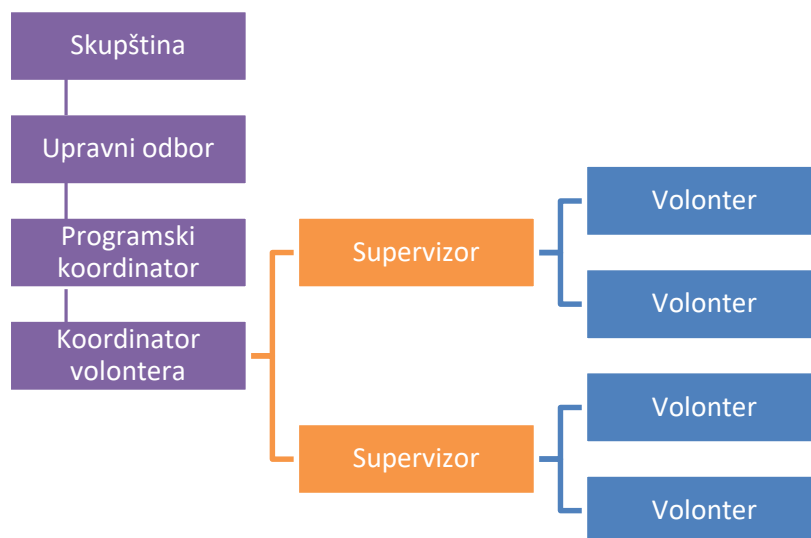 Skupština
Upravni odbor
Programski
koordinator
Koordinator
volontera
Supervizor
Supervizor
Volonter
Volonter
Volonter
Volonter